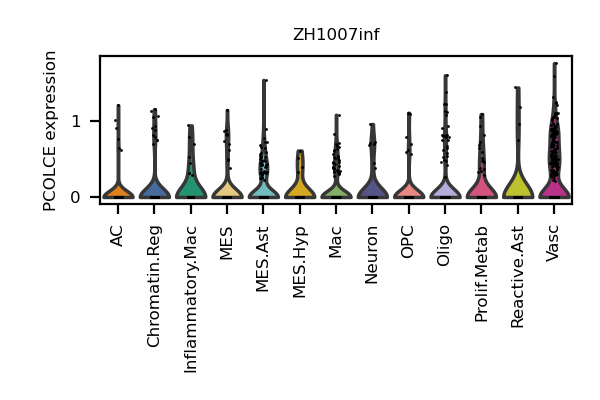 ZH1007inf
PCOLCE expression
1
0
AC
Chromatin.Reg
Inflammatory.Mac
MES
MES.Ast
MES.Hyp
Mac
Neuron
OPC
Oligo
Prolif.Metab
Reactive.Ast
Vasc